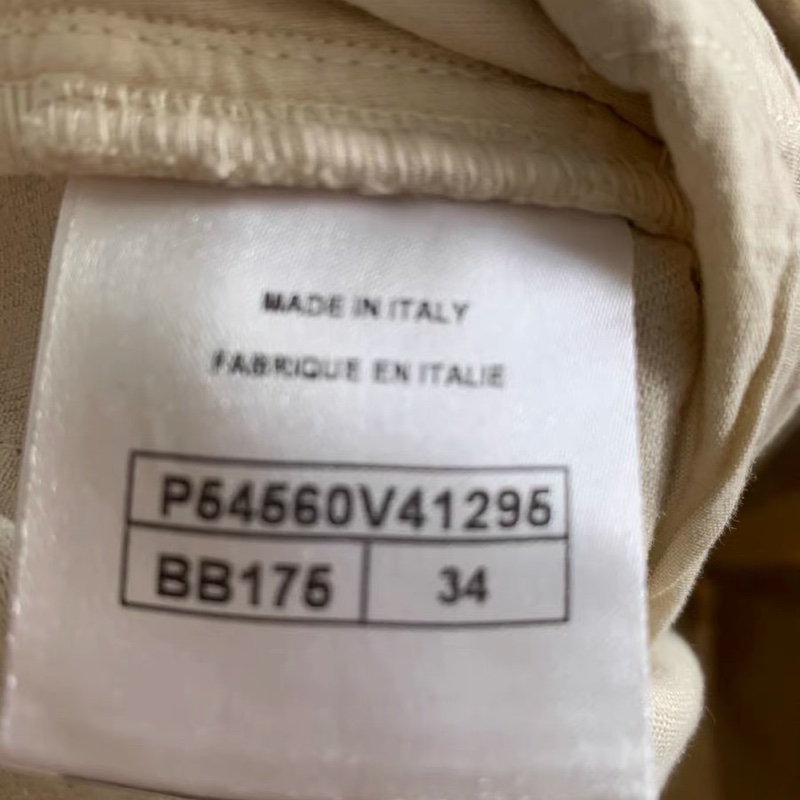 MADE IN ITALY
FABRIQUE EN ITALIE
P54560V41295
BB175 34